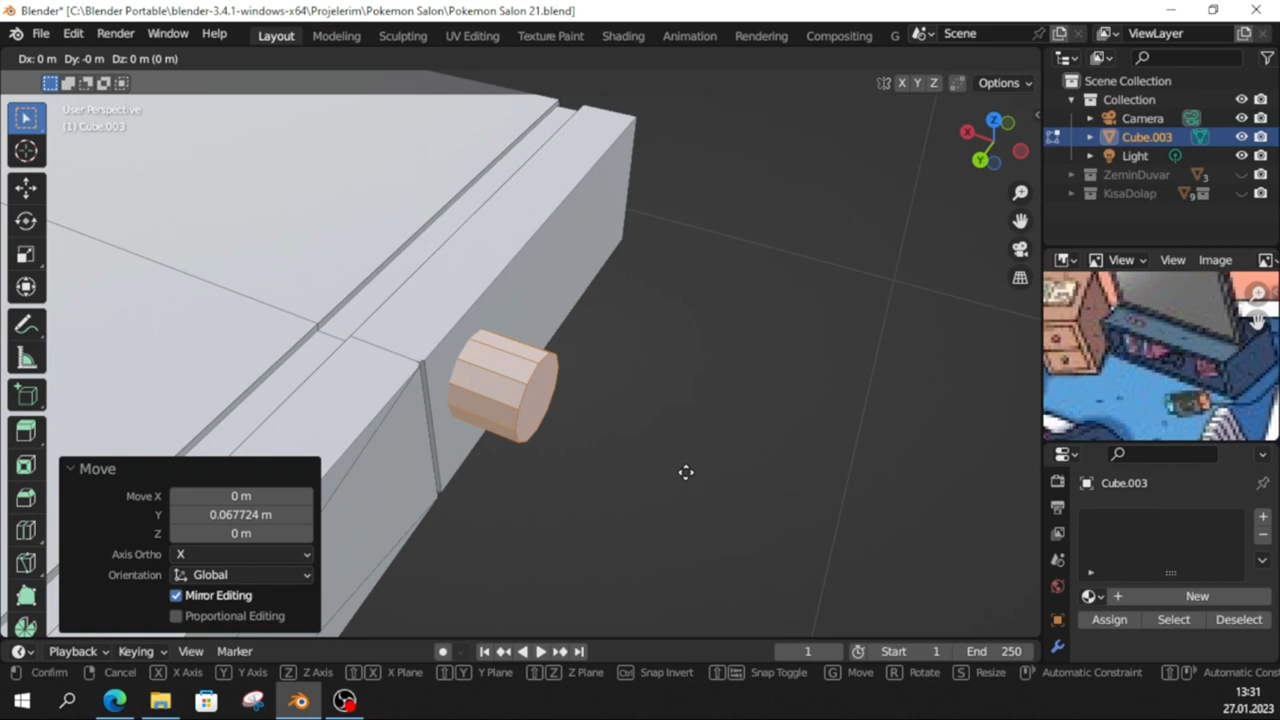 Blender* [C:\Blender Portable\blender-3.4.1-windows-x64\Projelerim\Pokemon Salon\Pokemon Salon 21.blend]
File Edit Render Window Help Layout Modeling Sculpting UV Editing Texture Paint Shading Animation Rendering Compositing G Scene ViewLayer
Dx: 0 m Dy: -0 m Dz: 0 m (0 m)
X Y Z Options
User Perspective
(1) Cube.003
Z
X
Y
Scene Collection
Collection
Camera
Cube.003
Light
ZeminDuvar 3
KisaDolap 9
View View Image
Move
Move X 0 m
Y 0.067724 m
Z 0 m
Axis Ortho X
Orientation Global
Mirror Editing
Proportional Editing
Cube.003
New
Assign Select Deselect
Playback Keying View Marker 1 Start 1 End 250
Confirm Cancel X X Axis Y Y Axis Z Z Axis X X Plane Y Y Plane Z Z Plane Ctrl Snap Invert Snap Toggle G Move R Rotate S Resize Automatic Constraint Automatic Cons
13:31
27.01.2023